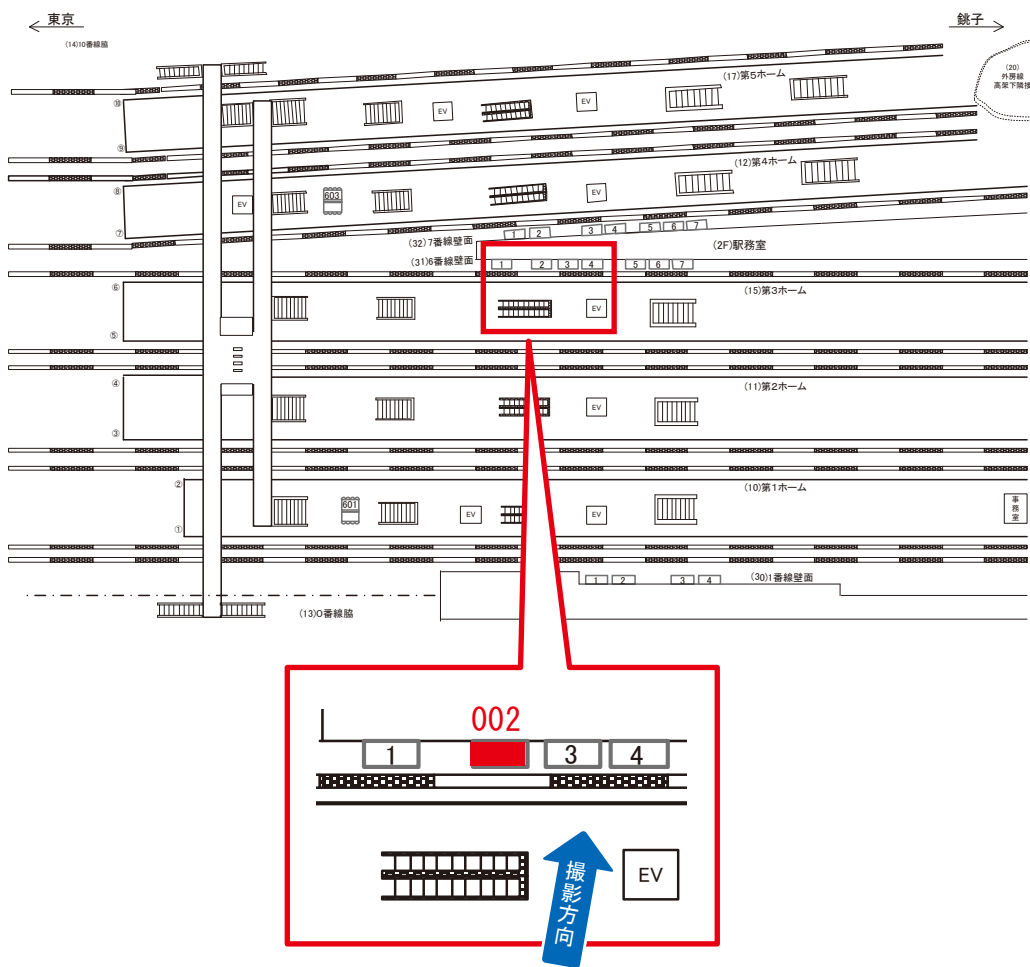 東京
銚子
(14)10番線脇
(20)
外房線
高架下隣接
(17)第5ホーム
⑩
EV
EV
⑨
(12)第4ホーム
⑧
EV
603
EV
⑦
1 2 3 4 5 6 7
(32)7番線壁面
(2F)駅務室
(31)6番線壁面
1 2 3 4 5 6 7
⑥
(15)第3ホーム
EV
⑤
④
(11)第2ホーム
EV
③
②
(10)第1ホーム
601
EV
EV
事務室
①
1 2 3 4
(30)1番線壁面
(13)0番線脇
002
1 3 4
撮影方向
EV